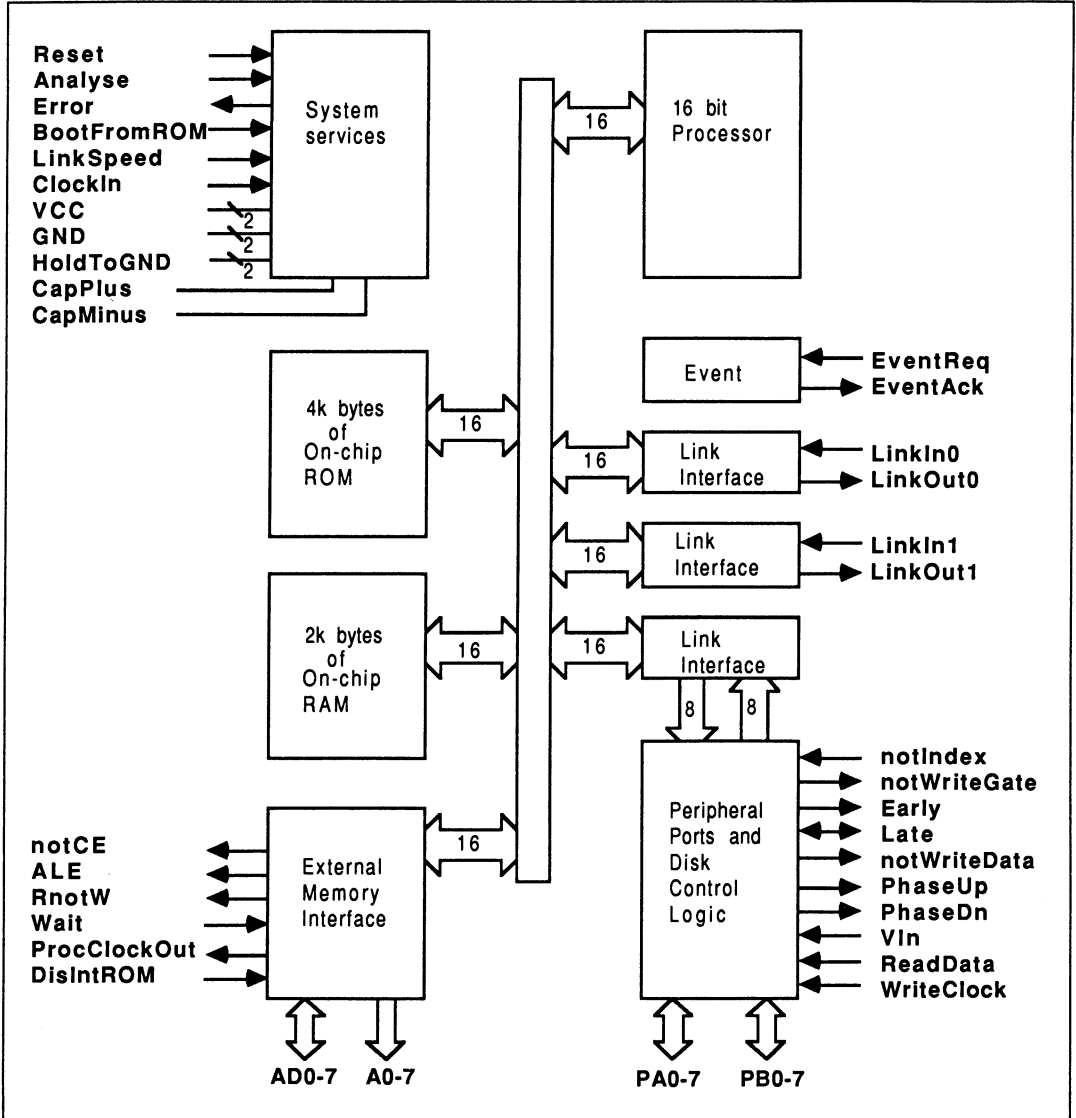 Reset
Analyse
Error
BootFromROM
LinkSpeed
ClockIn
VCC
2
GND
2
HoldToGND
2
CapPlus
CapMinus
System
services
16
16 bit
Processor
Event
EventReq
EventAck
4k bytes
of
On-chip
ROM
16
16
Link
Interface
LinkIn0
LinkOut0
16
Link
Interface
LinkIn1
LinkOut1
2k bytes
of
On-chip
RAM
16
16
Link
Interface
8
8
notCE
ALE
RnotW
Wait
ProcClockOut
DisIntROM
External
Memory
Interface
16
Peripheral
Ports and
Disk
Control
Logic
notIndex
notWriteGate
Early
Late
notWriteData
PhaseUp
PhaseDn
VIn
ReadData
WriteClock
AD0-7
A0-7
PA0-7
PB0-7